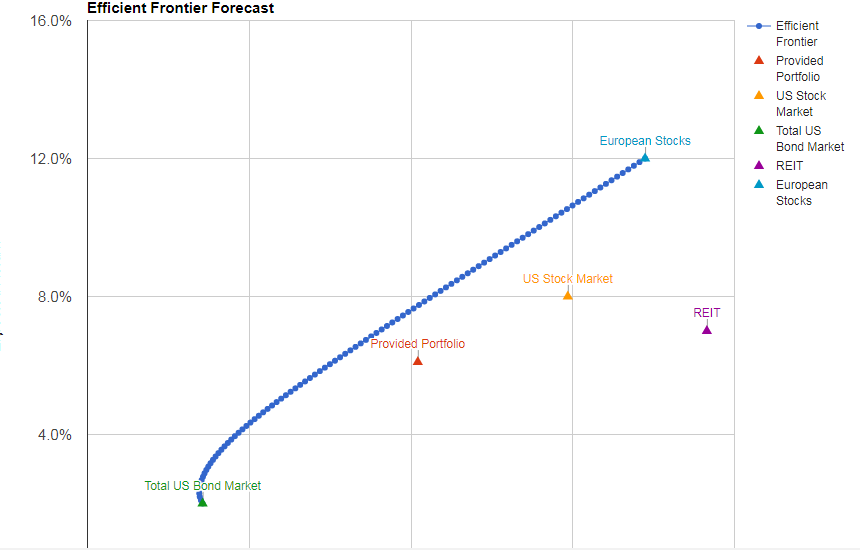 Efficient Frontier Forecast
16.0%
12.0%
8.0%
4.0%
European Stocks
US Stock Market
REIT
Provided Portfolio
Total US Bond Market
Efficient
Frontier
Provided
Portfolio
US Stock
Market
Total US
Bond Market
REIT
European
Stocks